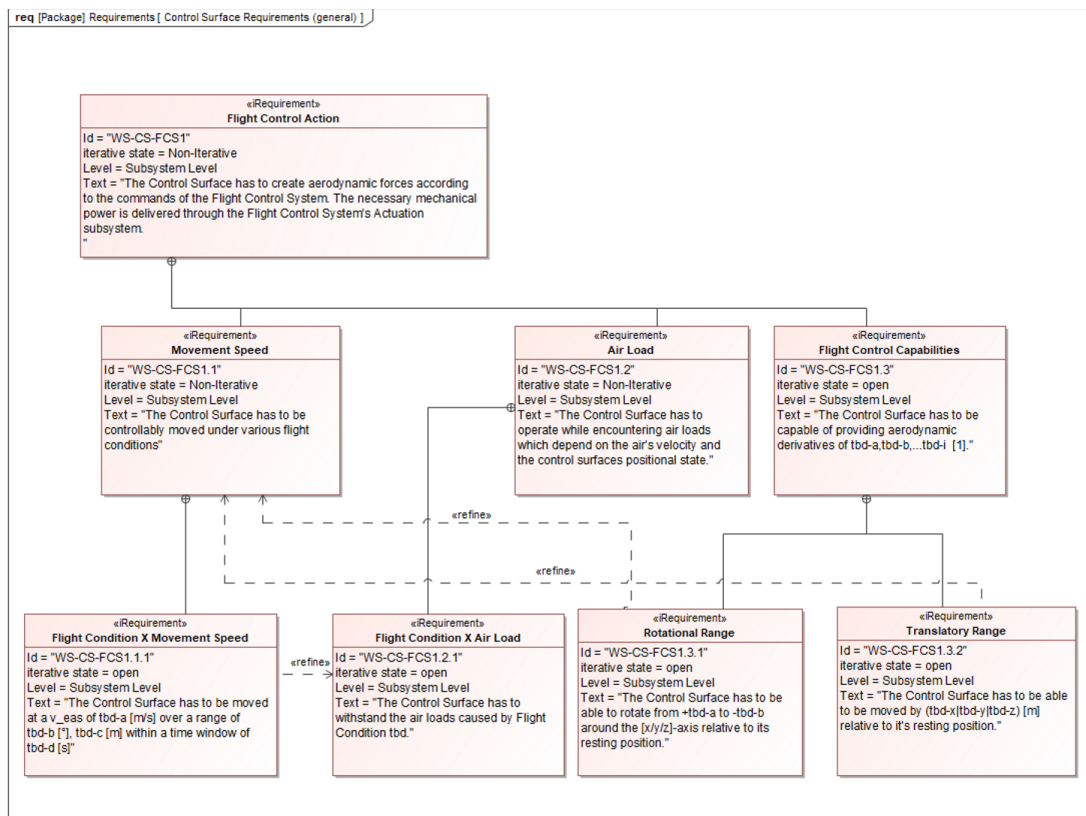 req [Package] Requirements [ Control Surface Requirements (general) ]
«iRequirement»
Flight Control Action
Id = "WS-CS-FCS1"
iterative state = Non-Iterative
Level = Subsystem Level
Text = "The Control Surface has to create aerodynamic forces according
to the commands of the Flight Control System. The necessary mechanical
power is delivered through the Flight Control System's Actuation
subsystem.
"
«iRequirement»
Movement Speed
Id = "WS-CS-FCS1.1"
iterative state = Non-Iterative
Level = Subsystem Level
Text = "The Control Surface has to be
controllably moved under various flight
conditions"
«iRequirement»
Air Load
Id = "WS-CS-FCS1.2"
iterative state = Non-Iterative
Level = Subsystem Level
Text = "The Control Surface has to
operate while encountering air loads
which depend on the air's velocity and
the control surfaces positional state."
«iRequirement»
Flight Control Capabilities
Id = "WS-CS-FCS1.3"
iterative state = open
Level = Subsystem Level
Text = "The Control Surface has to be
capable of providing aerodynamic
derivatives of tbd-a,tbd-b,...tbd-i [1]."
«refine»
«refine»
«iRequirement»
Flight Condition X Movement Speed
Id = "WS-CS-FCS1.1.1"
iterative state = open
Level = Subsystem Level
Text = "The Control Surface has to be moved
at a v_eas of tbd-a [m/s] over a range of
tbd-b [°], tbd-c [m] within a time window of
tbd-d [s]"
«refine»
«iRequirement»
Flight Condition X Air Load
Id = "WS-CS-FCS1.2.1"
iterative state = open
Level = Subsystem Level
Text = "The Control Surface has to
withstand the air loads caused by Flight
Condition tbd."
«iRequirement»
Rotational Range
Id = "WS-CS-FCS1.3.1"
iterative state = open
Level = Subsystem Level
Text = "The Control Surface has to be
able to rotate from +tbd-a to -tbd-b
around the [x/y/z]-axis relative to its
resting position."
«iRequirement»
Translatory Range
Id = "WS-CS-FCS1.3.2"
iterative state = open
Level = Subsystem Level
Text = "The Control Surface has to be able
to be moved by (tbd-x|tbd-y|tbd-z) [m]
relative to it's resting position."